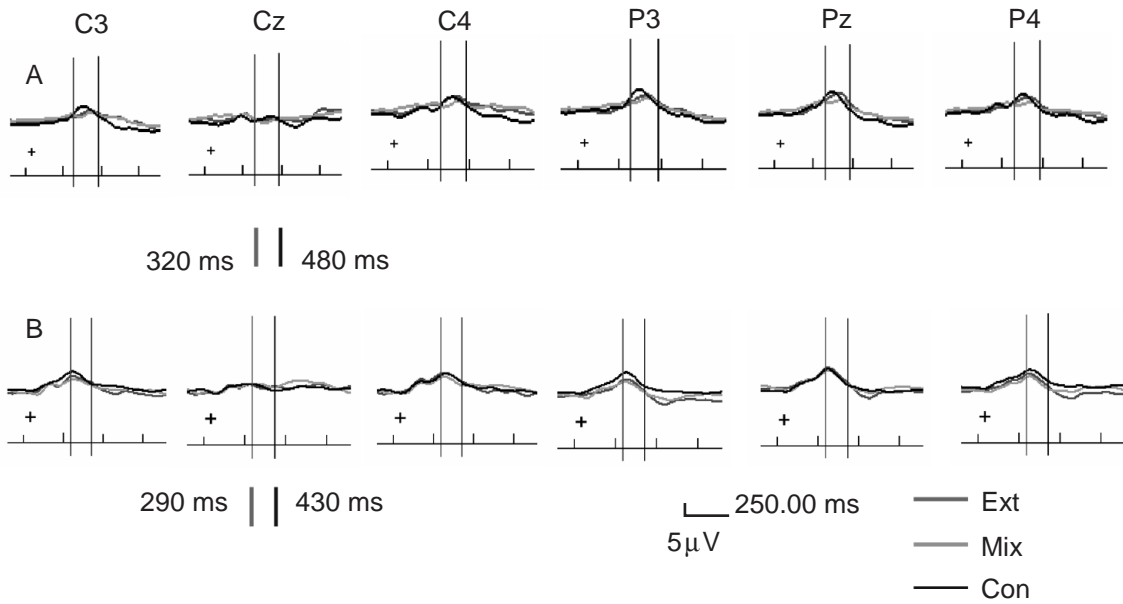 C3 Cz C4 P3 Pz P4
A
+ + + + + +
320 ms 480 ms
B
+ + + + + +
290 ms 430 ms
250.00 ms
5μV
Ext
Mix
Con